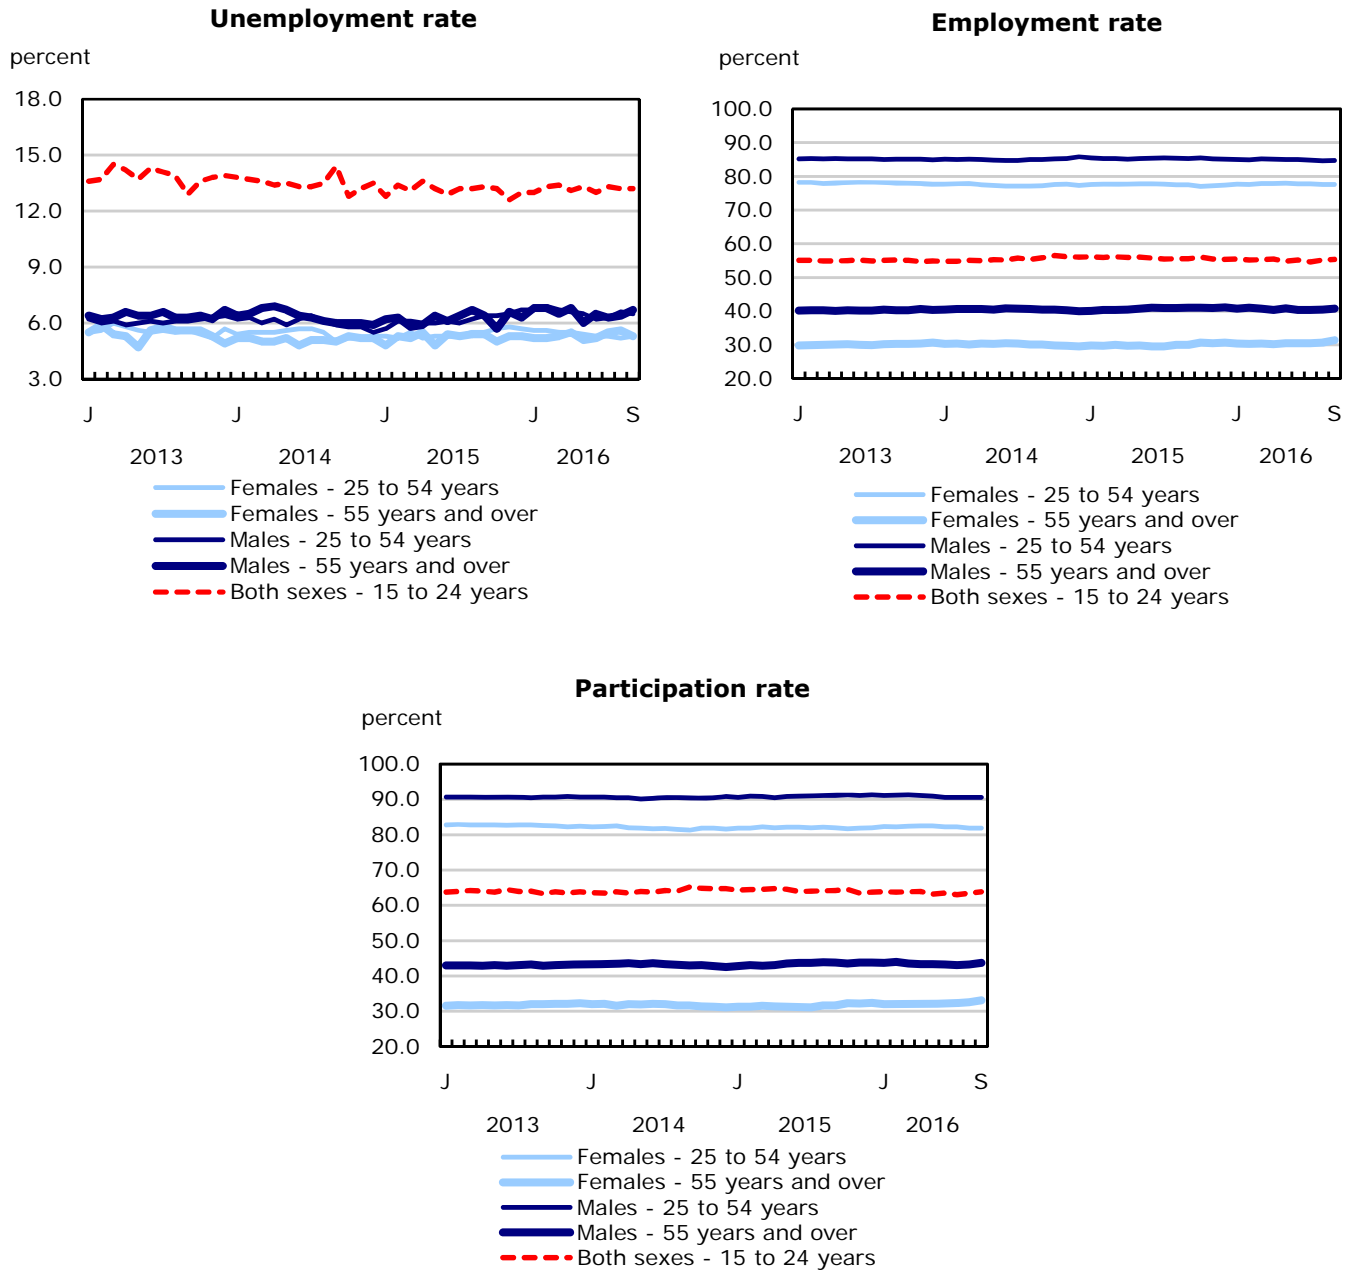 Unemployment rate
percent
18.0
15.0
12.0
9.0
6.0
3.0
J J J J S
2013 2014 2015 2016
Females - 25 to 54 years
Females - 55 years and over
Males - 25 to 54 years
Males - 55 years and over
Both sexes - 15 to 24 years
Employment rate
percent
100.0
90.0
80.0
70.0
60.0
50.0
40.0
30.0
20.0
J J J J S
2013 2014 2015 2016
Females - 25 to 54 years
Females - 55 years and over
Males - 25 to 54 years
Males - 55 years and over
Both sexes - 15 to 24 years
Participation rate
percent
100.0
90.0
80.0
70.0
60.0
50.0
40.0
30.0
20.0
J J J J S
2013 2014 2015 2016
Females - 25 to 54 years
Females - 55 years and over
Males - 25 to 54 years
Males - 55 years and over
Both sexes - 15 to 24 years